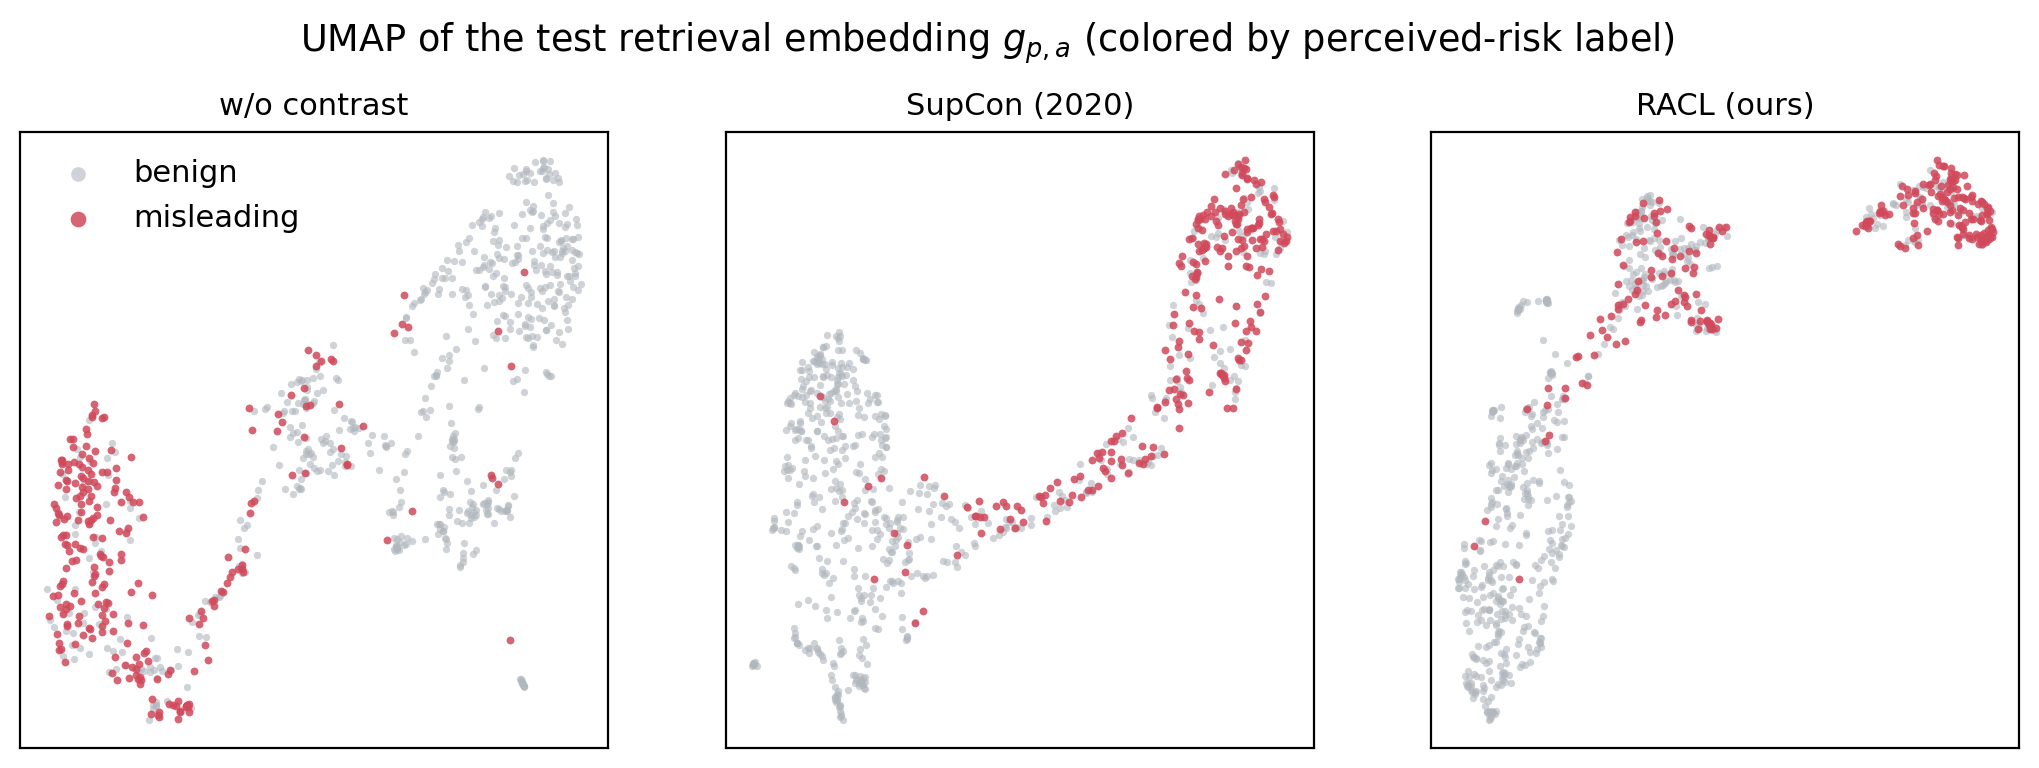 UMAP of the test retrieval embedding g_{p,a} (colored by perceived-risk label)
w/o contrast
SupCon (2020)
RACL (ours)
benign
misleading